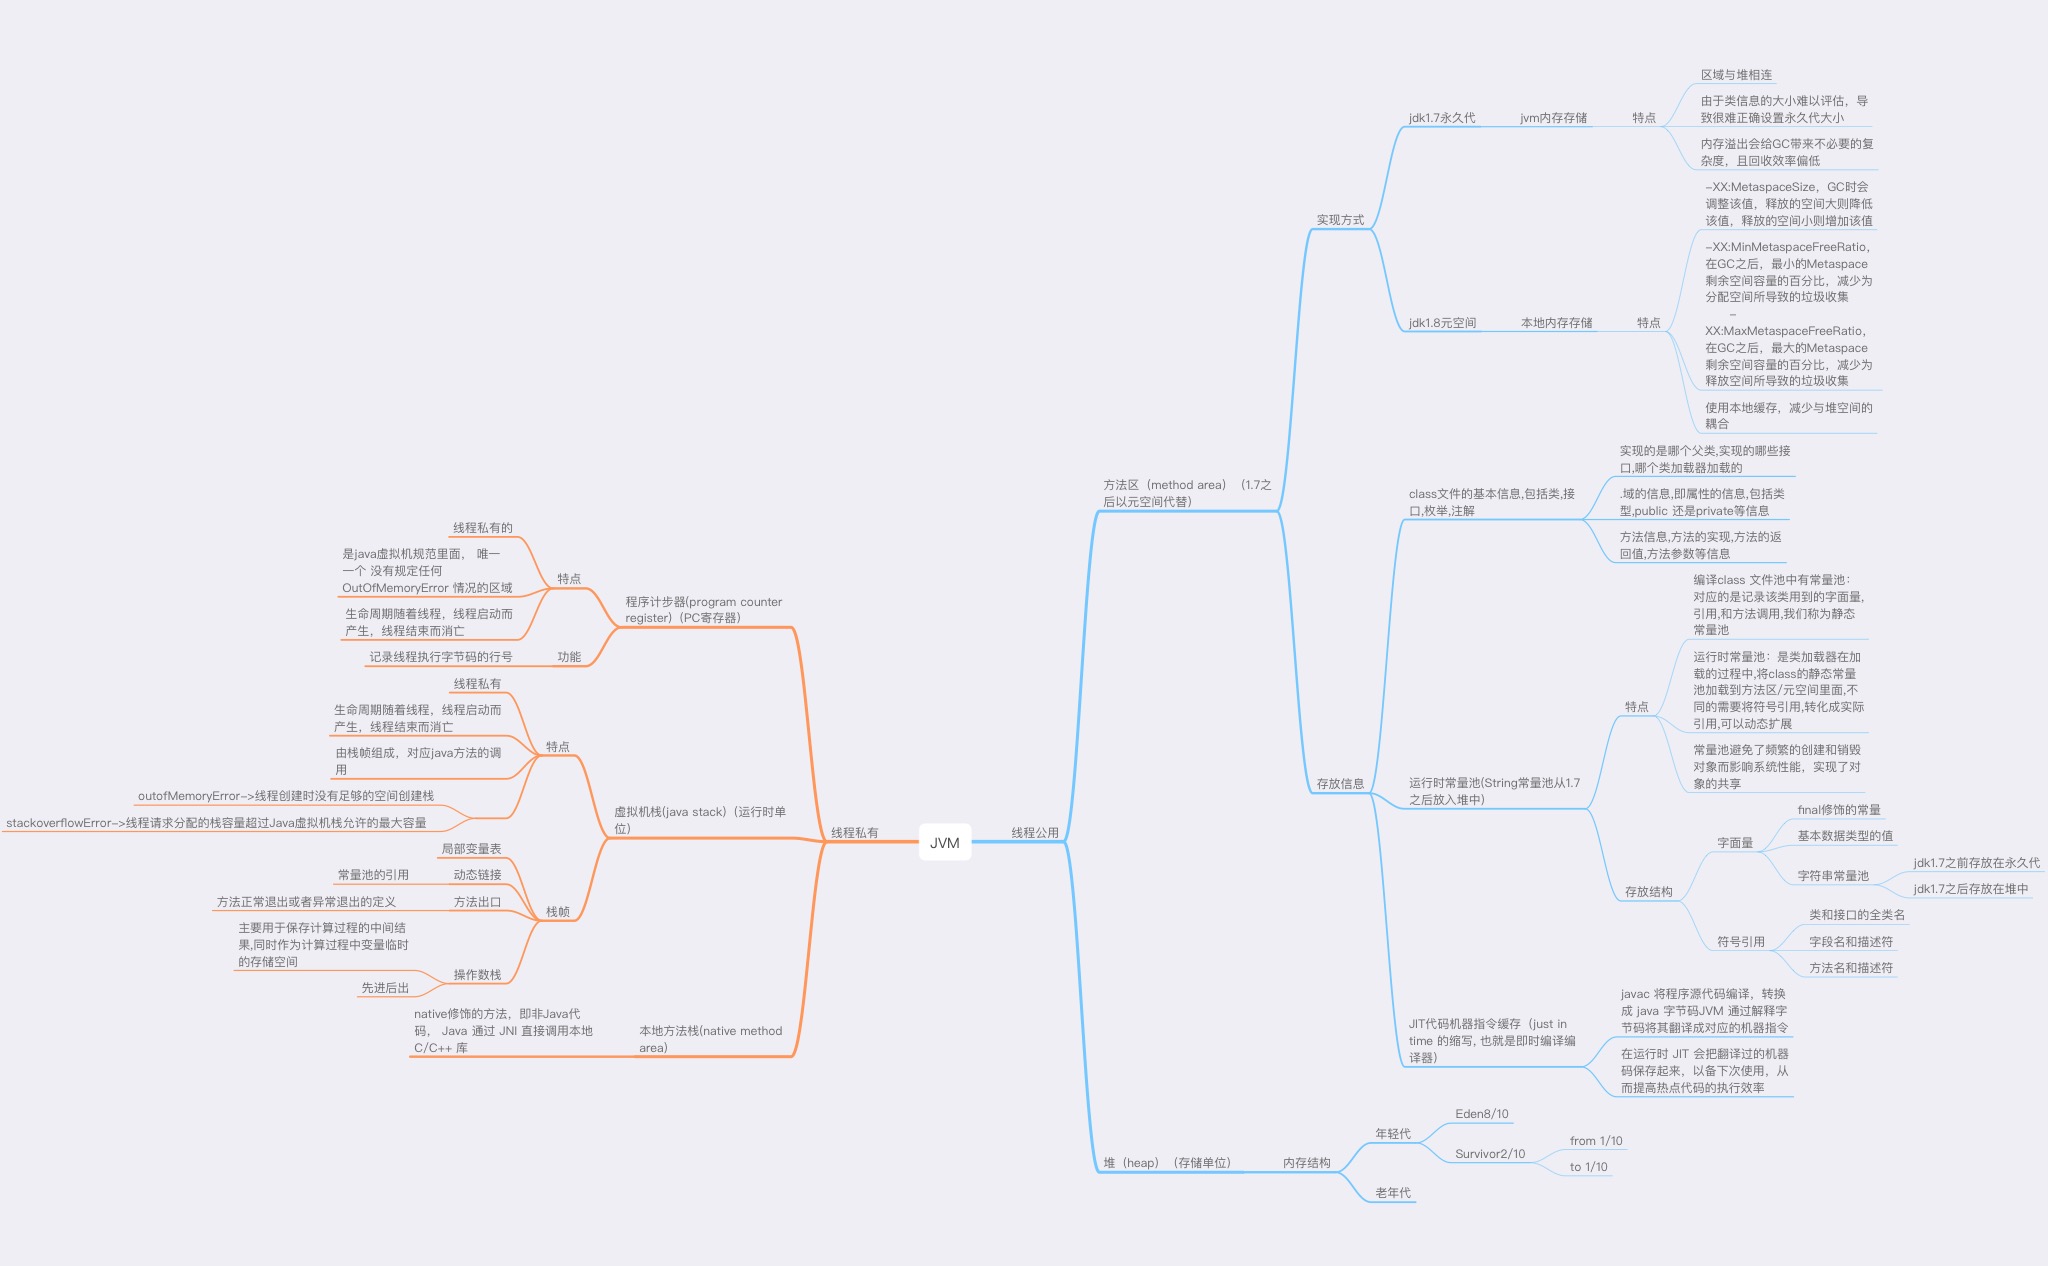 JVM
线程私有
程序计步器(program counter
register)（PC寄存器）
特点
线程私有的
是java虚拟机规范里面， 唯一
一个 没有规定任何
OutOfMemoryError 情况的区域
生命周期随着线程，线程启动而
产生，线程结束而消亡
功能
记录线程执行字节码的行号
虚拟机栈(java stack)（运行时单
位)
特点
线程私有
生命周期随着线程，线程启动而
产生，线程结束而消亡
由栈帧组成，对应java方法的调
用
outofMemoryError->线程创建时没有足够的空间创建栈
stackoverflowError->线程请求分配的栈容量超过Java虚拟机栈允许的最大容量
栈帧
局部变量表
动态链接
常量池的引用
方法出口
方法正常退出或者异常退出的定义
操作数栈
主要用于保存计算过程的中间结
果,同时作为计算过程中变量临时
的存储空间
先进后出
本地方法栈(native method
area)
native修饰的方法，即非Java代
码， Java 通过 JNI 直接调用本地
C/C++ 库
线程公用
方法区（method area）（1.7之
后以元空间代替）
实现方式
jdk1.7永久代
jvm内存存储
特点
区域与堆相连
由于类信息的大小难以评估，导
致很难正确设置永久代大小
内存溢出会给GC带来不必要的复
杂度，且回收效率偏低
jdk1.8元空间
本地内存存储
特点
-XX:MetaspaceSize，GC时会
调整该值，释放的空间大则降低
该值，释放的空间小则增加该值
-XX:MinMetaspaceFreeRatio，
在GC之后，最小的Metaspace
剩余空间容量的百分比，减少为
分配空间所导致的垃圾收集
-
XX:MaxMetaspaceFreeRatio，
在GC之后，最大的Metaspace
剩余空间容量的百分比，减少为
释放空间所导致的垃圾收集
使用本地缓存，减少与堆空间的
耦合
存放信息
class文件的基本信息,包括类,接
口,枚举,注解
实现的是哪个父类,实现的哪些接
口,哪个类加载器加载的
.域的信息,即属性的信息,包括类
型,public 还是private等信息
方法信息,方法的实现,方法的返
回值,方法参数等信息
运行时常量池(String常量池从1.7
之后放入堆中)
特点
编译class 文件池中有常量池：
对应的是记录该类用到的字面量,
引用,和方法调用,我们称为静态
常量池
运行时常量池：是类加载器在加
载的过程中,将class的静态常量
池加载到方法区/元空间里面,不
同的需要将符号引用,转化成实际
引用,可以动态扩展
常量池避免了频繁的创建和销毁
对象而影响系统性能，实现了对
象的共享
存放结构
字面量
final修饰的常量
基本数据类型的值
字符串常量池
jdk1.7之前存放在永久代
jdk1.7之后存放在堆中
符号引用
类和接口的全类名
字段名和描述符
方法名和描述符
JIT代码机器指令缓存（just in
time 的缩写, 也就是即时编译编
译器）
javac 将程序源代码编译，转换
成 java 字节码JVM 通过解释字
节码将其翻译成对应的机器指令
在运行时 JIT 会把翻译过的机器
码保存起来，以备下次使用，从
而提高热点代码的执行效率
堆（heap）（存储单位）
内存结构
年轻代
Eden8/10
Survivor2/10
from 1/10
to 1/10
老年代